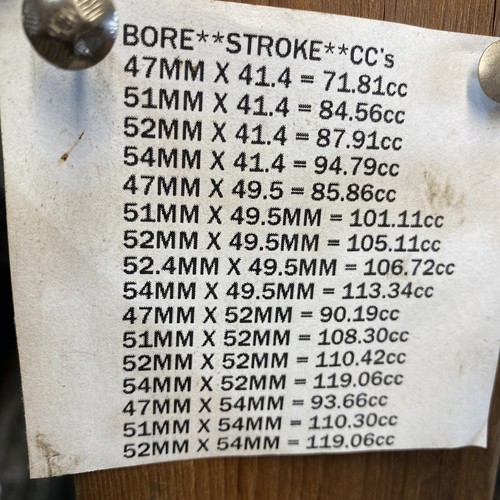 BORE**STROKE**CC's
47MM X 41.4 = 71.81cc
51MM X 41.4 = 84.56cc
52MM X 41.4 = 87.91cc
54MM X 41.4 = 94.79cc
47MM X 49.5 = 85.86cc
51MM X 49.5MM = 101.11cc
52MM X 49.5MM = 105.11cc
52.4MM X 49.5MM = 106.72cc
54MM X 49.5MM = 113.34cc
47MM X 52MM = 90.19cc
51MM X 52MM = 108.30cc
52MM X 52MM = 110.42cc
54MM X 52MM = 119.06cc
47MM X 54MM = 93.66cc
51MM X 54MM = 110.30cc
52MM X 54MM = 119.06cc